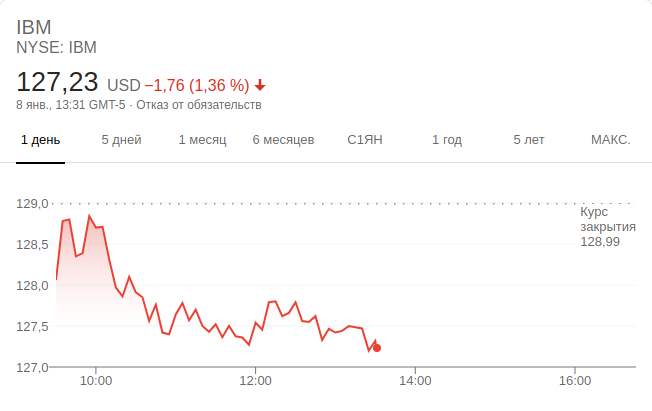 IBM
NYSE: IBM
127,23 USD −1,76 (1,36 %)
8 янв., 13:31 GMT-5 · Отказ от обязательств
1 день 5 дней 1 месяц 6 месяцев С1ЯН 1 год 5 лет МАКС.
129,0
Курс
закрытия
128,99
128,5
128,0
127,5
127,0
10:00 12:00 14:00 16:00